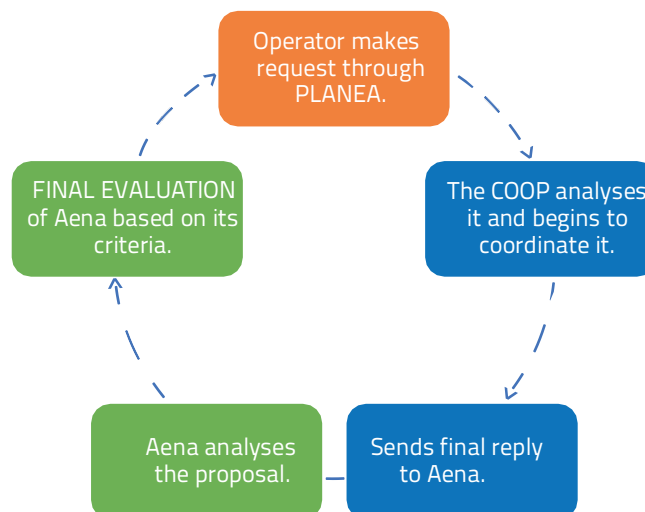 Operator makes
request through
PLANEA.
The COOP analyses
it and begins to
coordinate it.
Sends final reply
to Aena.
Aena analyses
the proposal.
FINAL EVALUATION
of Aena based on its
criteria.